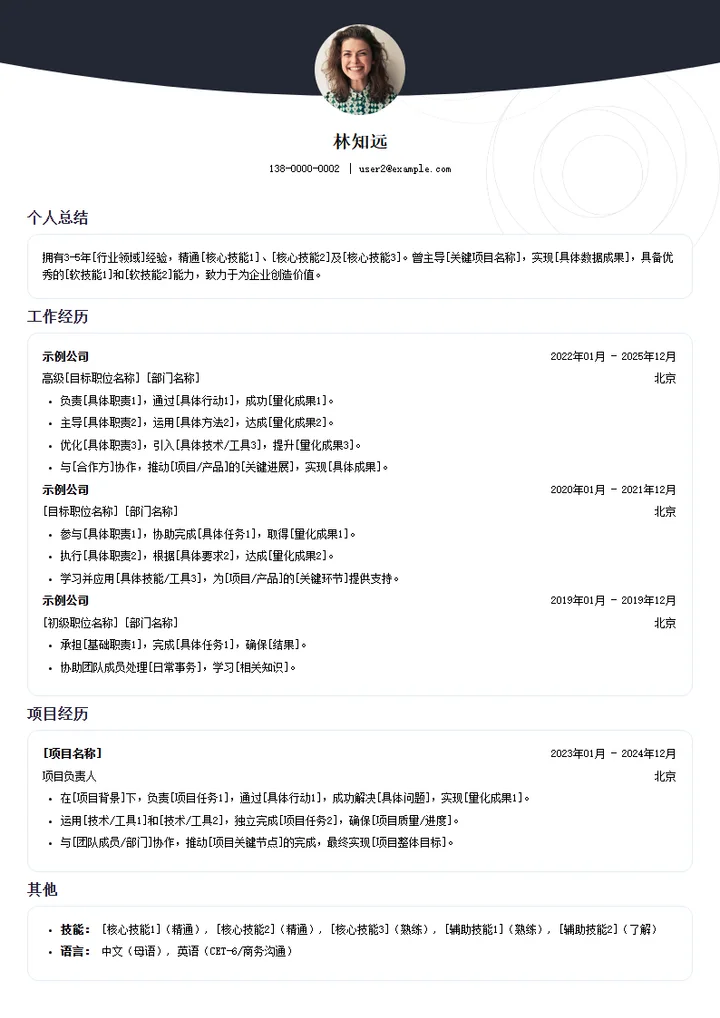 林知远
138-0000-0002 | user2@example.com
个人总结
拥有3-5年[行业领域]经验，精通[核心技能1]、[核心技能2]及[核心技能3]。曾主导[关键项目名称]，实现[具体数据成果]，具备优
秀的[软技能1]和[软技能2]能力，致力于为企业创造价值。
工作经历
示例公司 2022年01月 - 2025年12月
高级[目标职位名称] [部门名称] 北京
• 负责[具体职责1]，通过[具体行动1]，成功[量化成果1]。
• 主导[具体职责2]，运用[具体方法2]，达成[量化成果2]。
• 优化[具体职责3]，引入[具体技术/工具3]，提升[量化成果3]。
• 与[合作方]协作，推动[项目/产品]的[关键进展]，实现[具体成果]。
示例公司 2020年01月 - 2021年12月
[目标职位名称] [部门名称] 北京
• 参与[具体职责1]，协助完成[具体任务1]，取得[量化成果1]。
• 执行[具体职责2]，根据[具体要求2]，达成[量化成果2]。
• 学习并应用[具体技能/工具3]，为[项目/产品]的[关键环节]提供支持。
示例公司 2019年01月 - 2019年12月
[初级职位名称] [部门名称] 北京
• 承担[基础职责1]，完成[具体任务1]，确保[结果]。
• 协助团队成员处理[日常事务]，学习[相关知识]。
项目经历
[项目名称] 2023年01月 - 2024年12月
项目负责人 北京
• 在[项目背景]下，负责[项目任务1]，通过[具体行动1]，成功解决[具体问题]，实现[量化成果1]。
• 运用[技术/工具1]和[技术/工具2]，独立完成[项目任务2]，确保[项目质量/进度]。
• 与[团队成员/部门]协作，推动[项目关键节点]的完成，最终实现[项目整体目标]。
其他
• 技能： [核心技能1]（精通）, [核心技能2]（精通）, [核心技能3]（熟练）, [辅助技能1]（熟练）, [辅助技能2]（了解）
• 语言： 中文（母语）, 英语（CET-6/商务沟通）